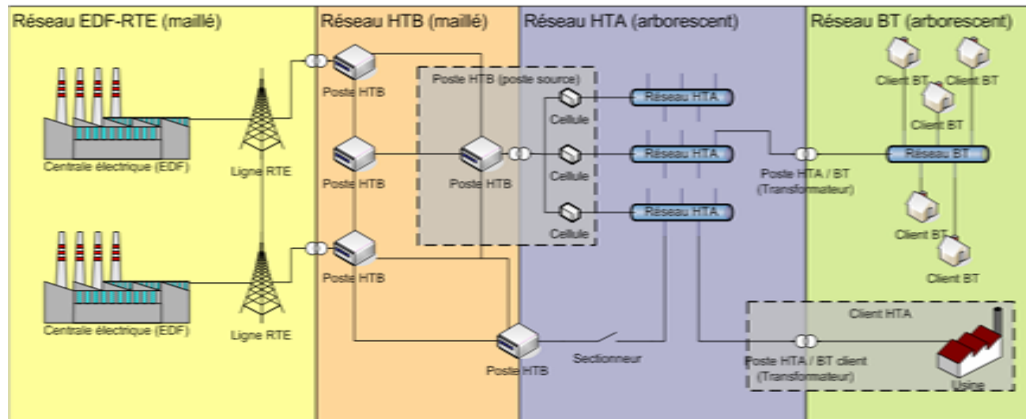 Réseau EDF-RTE (maillé)
Réseau HTB (maillé)
Réseau HTA (arborescent)
Réseau BT (arborescent)
Poste HTB
Poste HTB (poste source)
Client BT
Client BT
Client BT
Cellule
Réseau HTA
Centrale électrique (EDF)
Ligne RTE
Poste HTB
Poste HTB
Cellule
Réseau HTA
Poste HTA / BT
(Transformateur)
Réseau BT
Cellule
Réseau HTA
Client BT
Client BT
Poste HTB
Centrale électrique (EDF)
Ligne RTE
Poste HTB
Sectionneur
Client HTA
Poste HTA / BT client
(Transformateur)
Usine